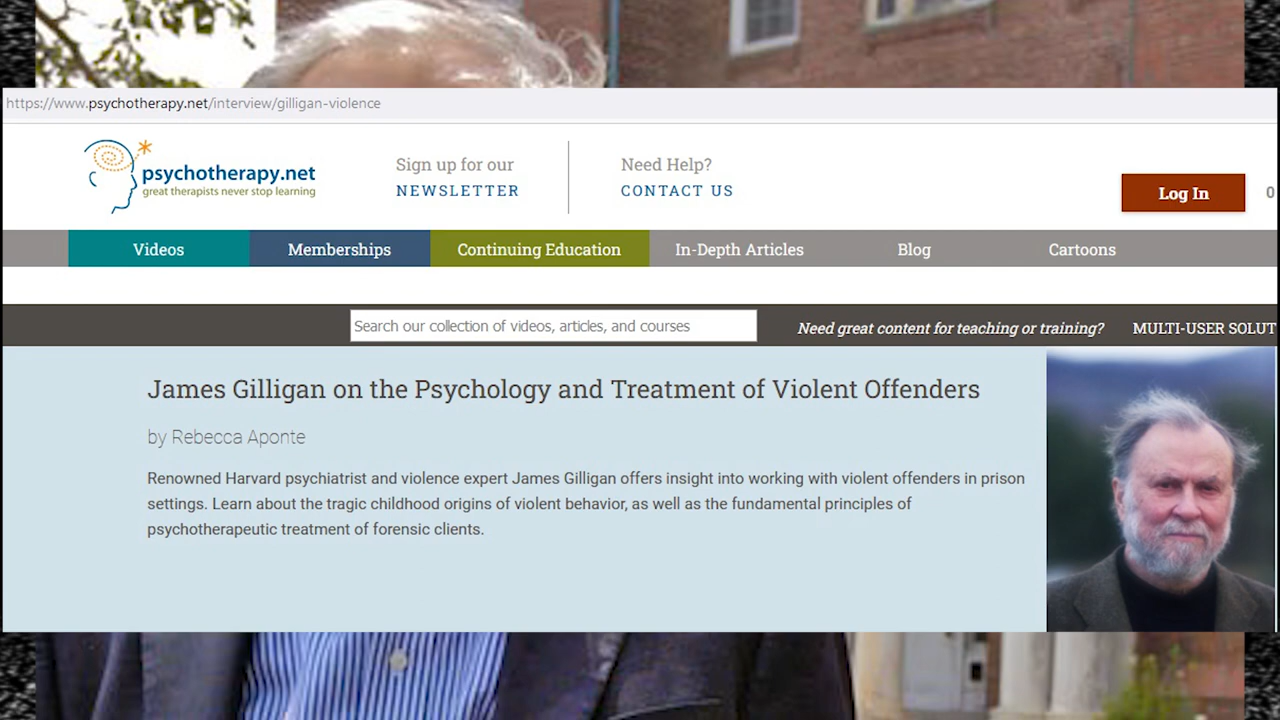 https://www.psychotherapy.net/interview/gilligan-violence
psychotherapy.net
great therapists never stop learning
Sign up for our
NEWSLETTER
Need Help?
CONTACT US
Log In
0
Videos
Memberships
Continuing Education
In-Depth Articles
Blog
Cartoons
Search our collection of videos, articles, and courses
Need great content for teaching or training?
MULTI-USER SOLUT
James Gilligan on the Psychology and Treatment of Violent Offenders
by Rebecca Aponte
Renowned Harvard psychiatrist and violence expert James Gilligan offers insight into working with violent offenders in prison
settings. Learn about the tragic childhood origins of violent behavior, as well as the fundamental principles of
psychotherapeutic treatment of forensic clients.